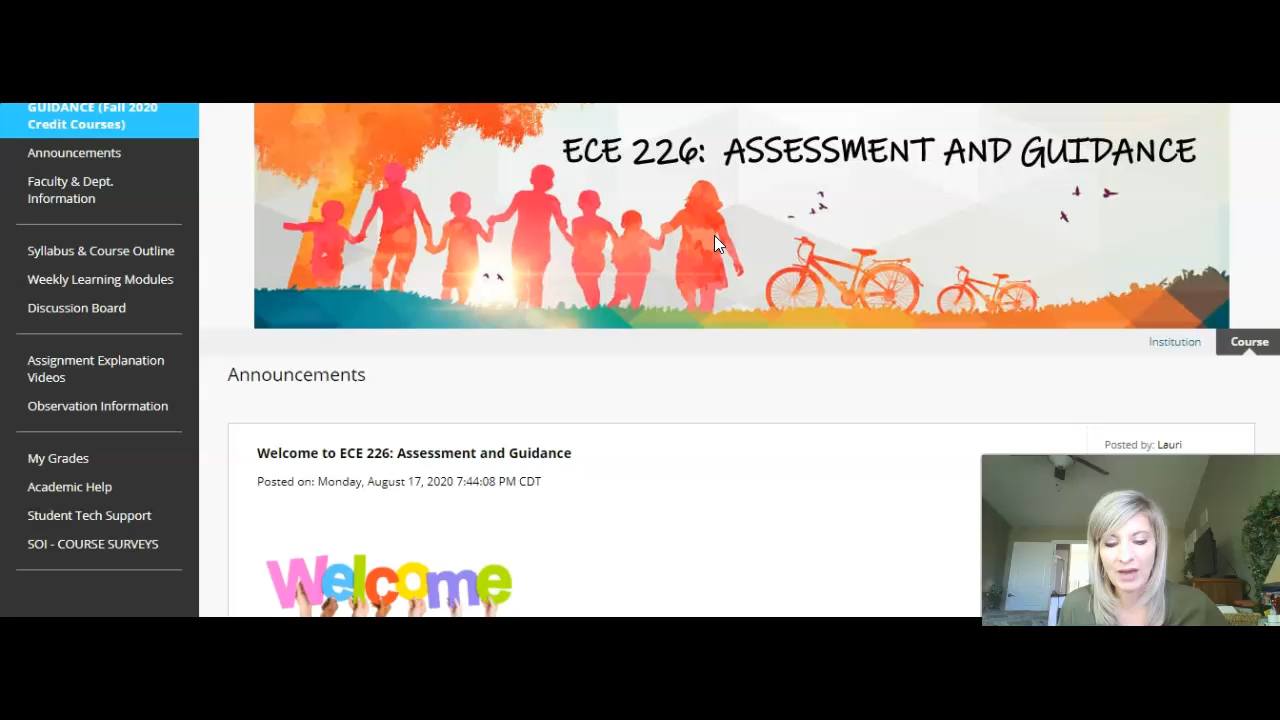 GUIDANCE (Fall 2020
Credit Courses)
Announcements
Faculty & Dept.
Information
Syllabus & Course Outline
Weekly Learning Modules
Discussion Board
Assignment Explanation
Videos
Observation Information
My Grades
Academic Help
Student Tech Support
SOI - COURSE SURVEYS
ECE 226: ASSESSMENT AND GUIDANCE
Institution
Course
Announcements
Welcome to ECE 226: Assessment and Guidance
Posted on: Monday, August 17, 2020 7:44:08 PM CDT
Posted by: Lauri
Welcome